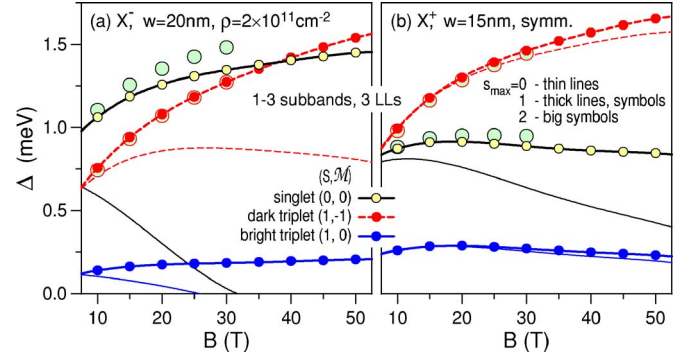 (a) X⁻ₛ w=20nm, ρ=2×10¹¹cm⁻²
(b) X⁺ₛ w=15nm, symm.
sₘₐₓ=0 - thin lines
1 - thick lines, symbols
2 - big symbols
1-3 subbands, 3 LLs
(S,ℳ)
singlet (0, 0)
dark triplet (1,-1)
bright triplet (1, 0)
Δ (meV)
1.5
1.0
0.5
0.0
10 20 30 40 50
10 20 30 40 50
B (T)
B (T)